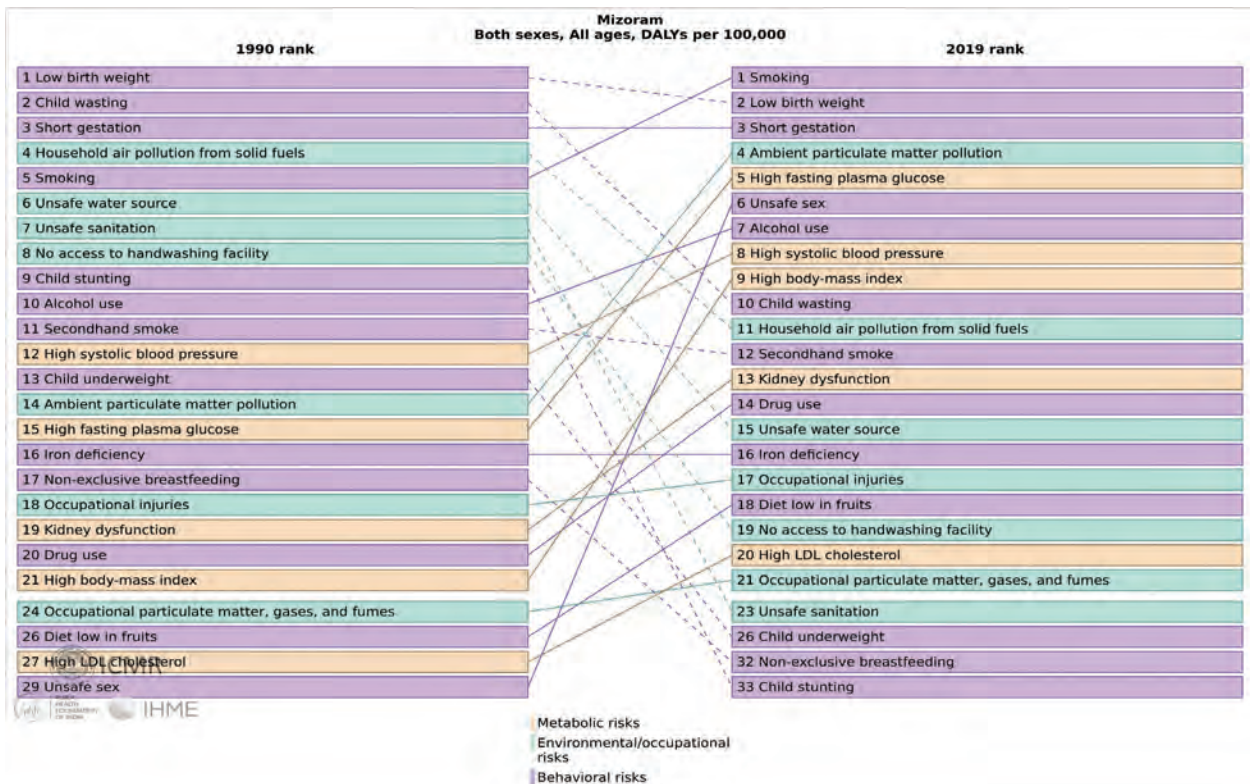 Mizoram
Both sexes, All ages, DALYs per 100,000
1990 rank
1 Low birth weight
2 Child wasting
3 Short gestation
4 Household air pollution from solid fuels
5 Smoking
6 Unsafe water source
7 Unsafe sanitation
8 No access to handwashing facility
9 Child stunting
10 Alcohol use
11 Secondhand smoke
12 High systolic blood pressure
13 Child underweight
14 Ambient particulate matter pollution
15 High fasting plasma glucose
16 Iron deficiency
17 Non-exclusive breastfeeding
18 Occupational injuries
19 Kidney dysfunction
20 Drug use
21 High body-mass index
24 Occupational particulate matter, gases, and fumes
26 Diet low in fruits
27 High LDL cholesterol
29 Unsafe sex
2019 rank
1 Smoking
2 Low birth weight
3 Short gestation
4 Ambient particulate matter pollution
5 High fasting plasma glucose
6 Unsafe sex
7 Alcohol use
8 High systolic blood pressure
9 High body-mass index
10 Child wasting
11 Household air pollution from solid fuels
12 Secondhand smoke
13 Kidney dysfunction
14 Drug use
15 Unsafe water source
16 Iron deficiency
17 Occupational injuries
18 Diet low in fruits
19 No access to handwashing facility
20 High LDL cholesterol
21 Occupational particulate matter, gases, and fumes
23 Unsafe sanitation
26 Child underweight
32 Non-exclusive breastfeeding
33 Child stunting
ICMR
PUBLIC
HEALTH
FOUNDATION
OF INDIA
IHME
Metabolic risks
Environmental/occupational
risks
Behavioral risks